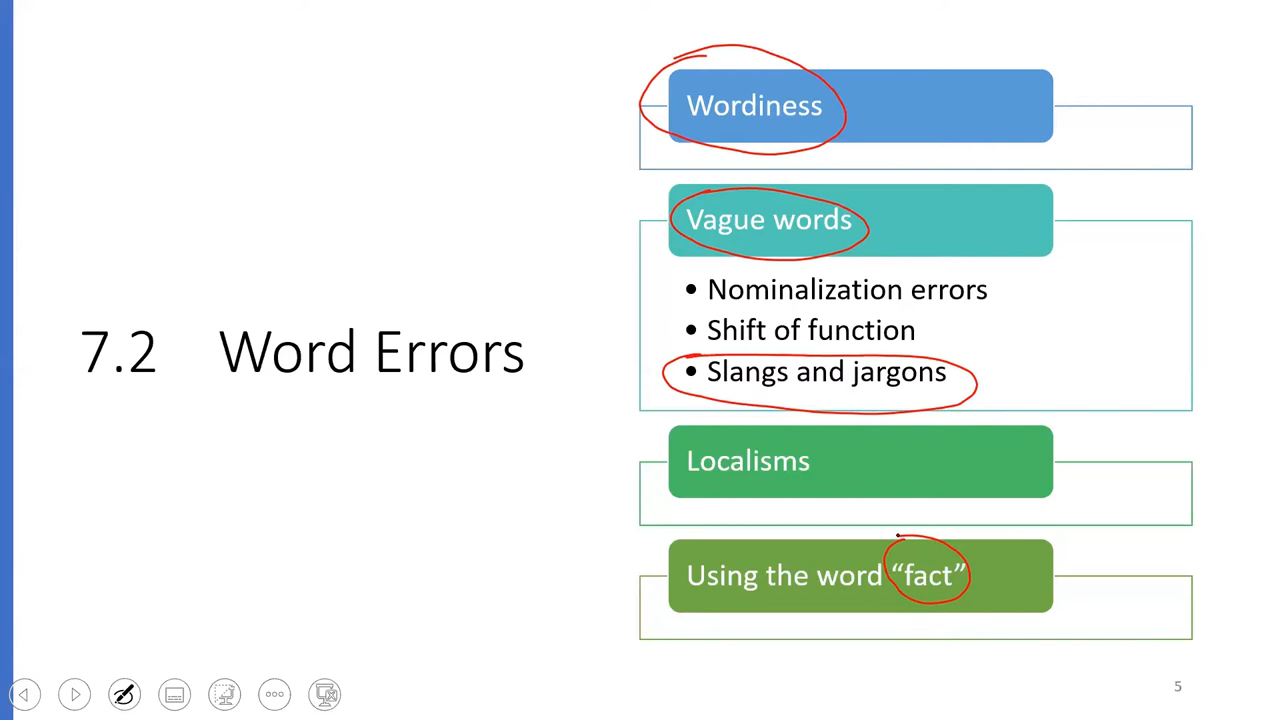 7.2 Word Errors
Wordiness
Vague words
• Nominalization errors
• Shift of function
• Slangs and jargons
Localisms
Using the word “fact”
5